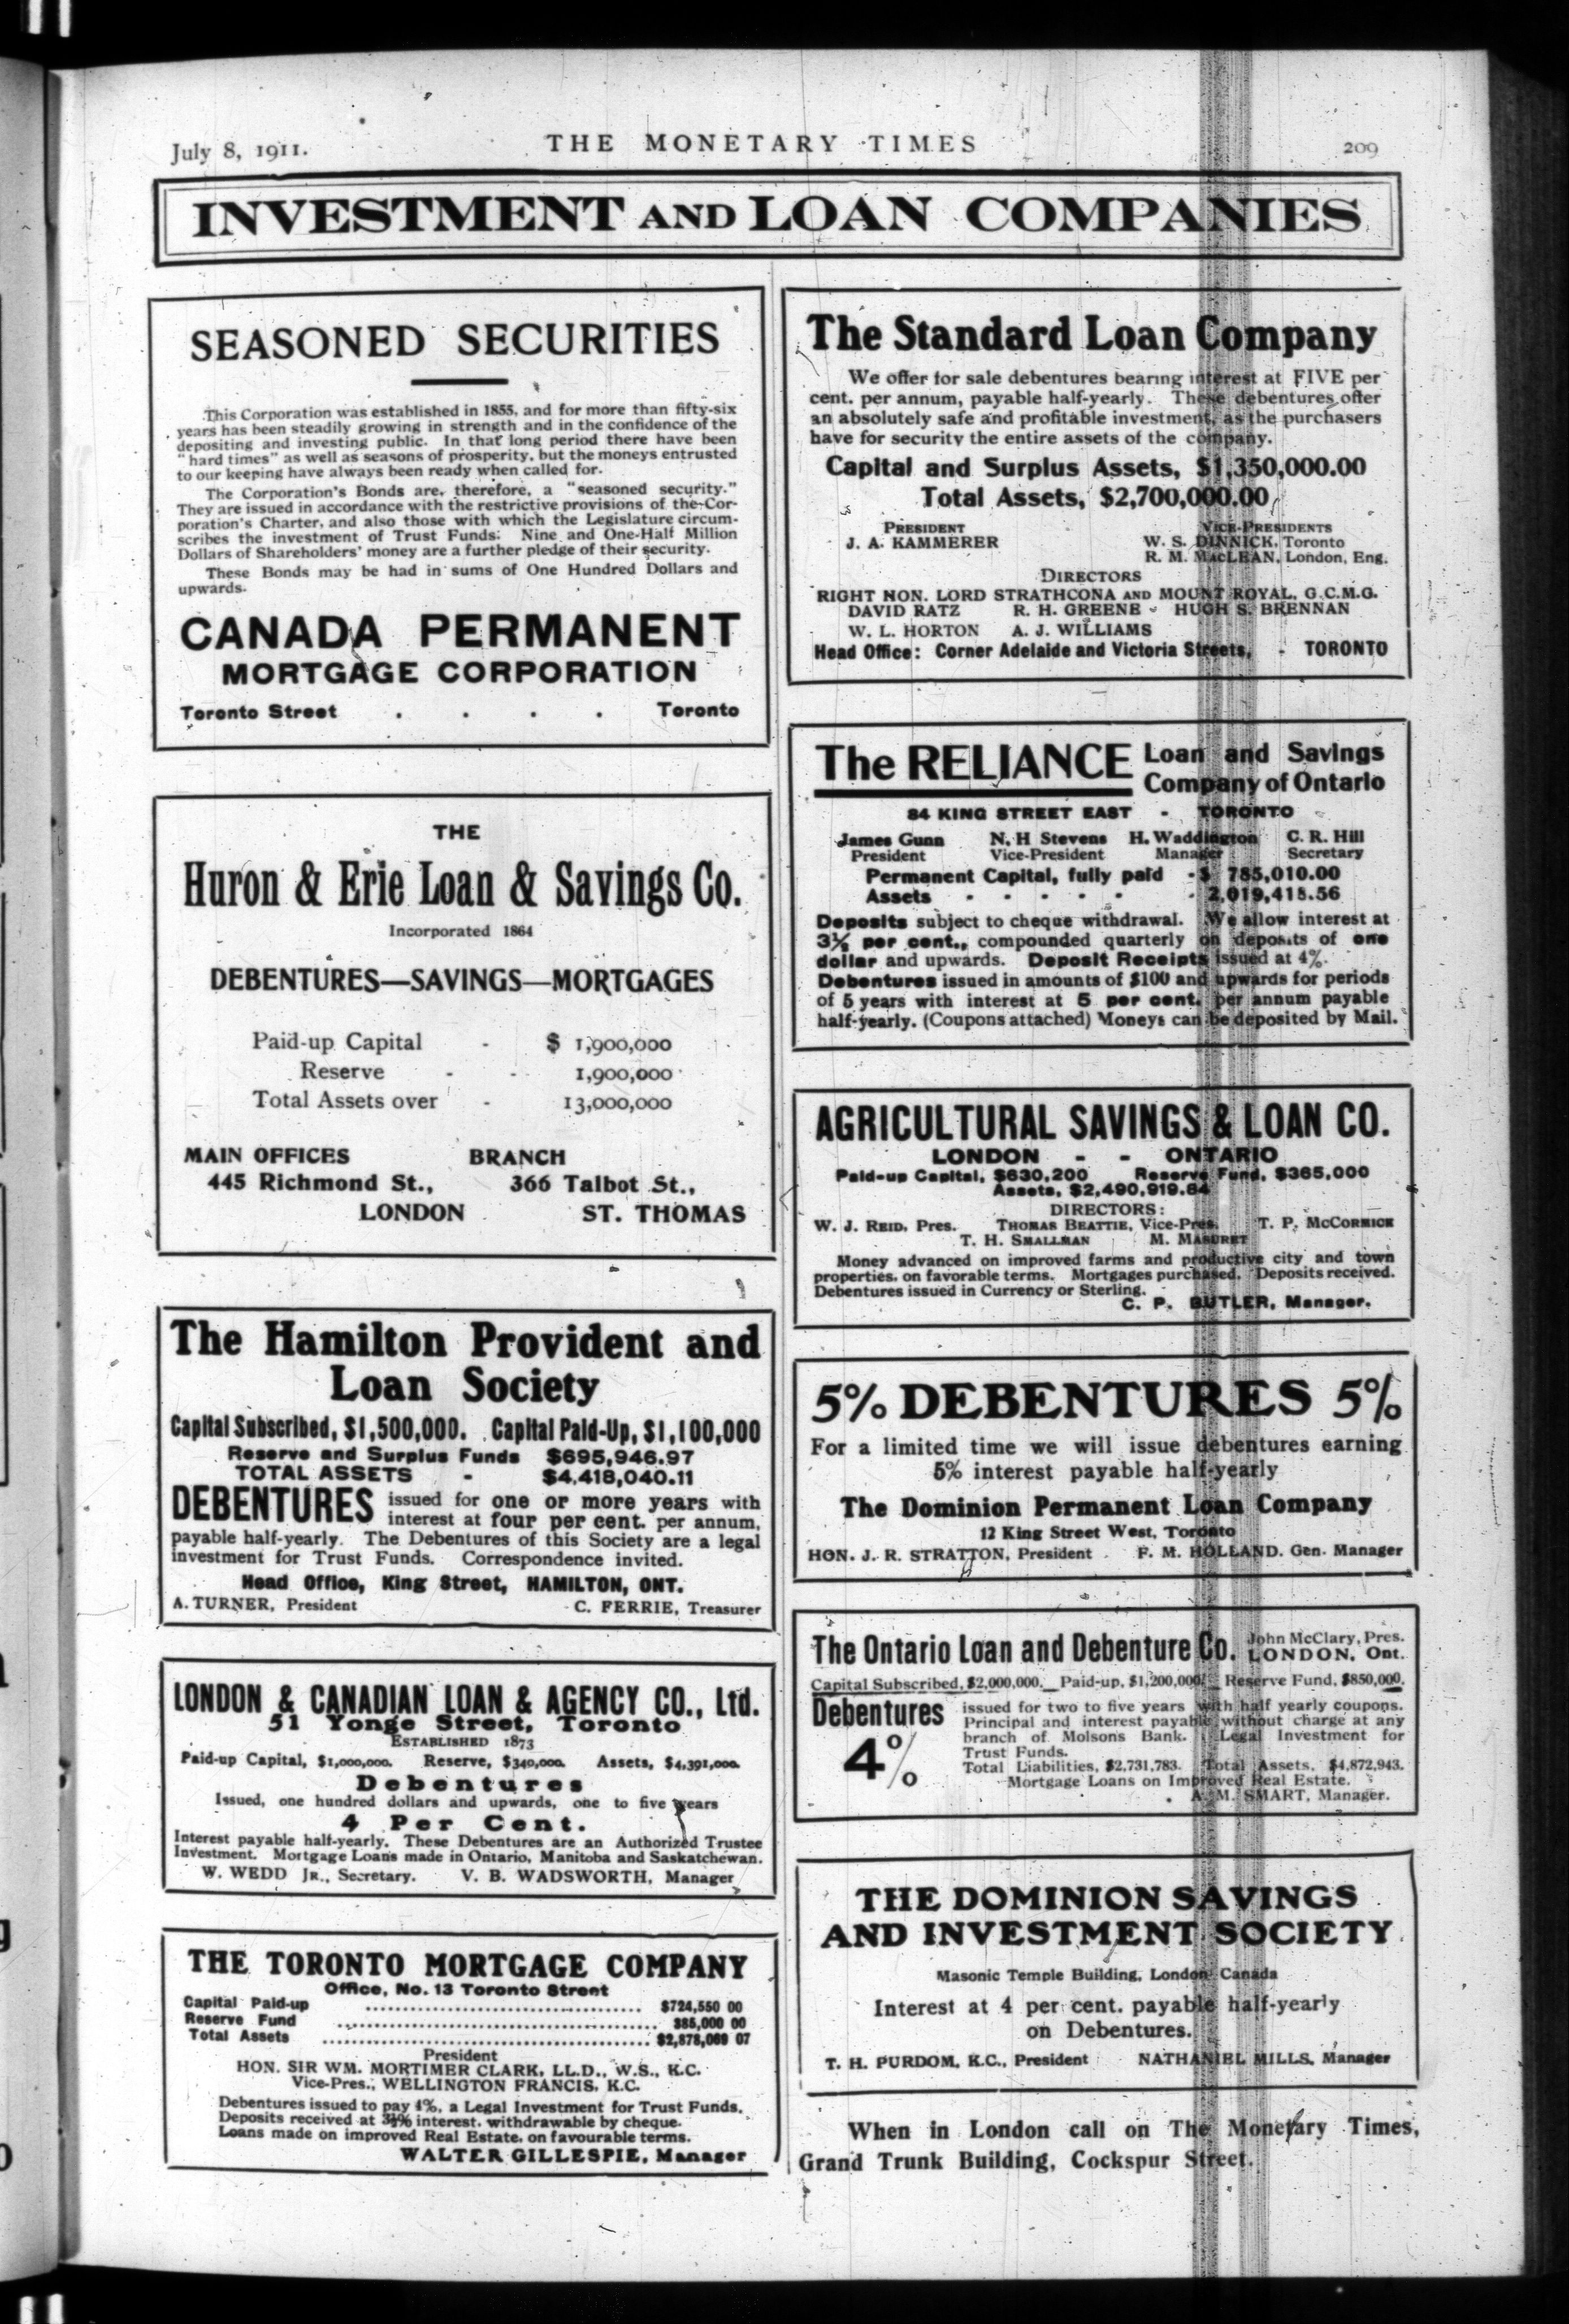 July 8, 1911.
THE MONETARY TIMES
209
INVESTMENT AND LOAN COMPANIES
SEASONED SECURITIES
This Corporation was established in 1855, and for more than fifty-six
years has been steadily growing in strength and in the confidence of the
depositing and investing public. In that long period there have been
"hard times" as well as seasons of prosperity, but the moneys entrusted
to our keeping have always been ready when called for.
The Corporation's Bonds are, therefore, a "seasoned security."
They are issued in accordance with the restrictive provisions of the Cor-
poration's Charter, and also those with which the Legislature circum-
scribes the investment of Trust Funds. Nine and One-Half Million
Dollars of Shareholders' money are a further pledge of their security.
These Bonds may be had in sums of One Hundred Dollars and
upwards.
CANADA PERMANENT
MORTGAGE CORPORATION
Toronto Street . . . . Toronto
THE
Huron & Erie Loan & Savings Co.
Incorporated 1864
DEBENTURES—SAVINGS—MORTGAGES
Paid-up Capital - $ 1,900,000
Reserve - - 1,900,000
Total Assets over - 13,000,000
MAIN OFFICES BRANCH
445 Richmond St., 366 Talbot St.,
LONDON ST. THOMAS
The Hamilton Provident and
Loan Society
Capital Subscribed, $1,500,000. Capital Paid-Up, $1,100,000
Reserve and Surplus Funds $695,946.97
TOTAL ASSETS - $4,418,040.11
DEBENTURES issued for one or more years with
interest at four per cent. per annum,
payable half-yearly. The Debentures of this Society are a legal
investment for Trust Funds. Correspondence invited.
Head Office, King Street, HAMILTON, ONT.
A. TURNER, President C. FERRIE, Treasurer
LONDON & CANADIAN LOAN & AGENCY CO., Ltd.
51 Yonge Street, Toronto
ESTABLISHED 1873
Paid-up Capital, $1,000,000. Reserve, $340,000. Assets, $4,391,000.
Debentures
Issued, one hundred dollars and upwards, one to five years
4 Per Cent.
Interest payable half-yearly. These Debentures are an Authorized Trustee
Investment. Mortgage Loans made in Ontario, Manitoba and Saskatchewan.
W. WEDD JR., Secretary. V. B. WADSWORTH, Manager
THE TORONTO MORTGAGE COMPANY
Office, No. 13 Toronto Street
Capital Paid-up $724,550 00
Reserve Fund 00
Total Assets $2,878,069 07
President
HON. SIR WM. MORTIMER CLARK, LL.D., W.S., K.C.
Vice-Pres., WELLINGTON FRANCIS, K.C.
Debentures issued to pay 4%, a Legal Investment for Trust Funds.
Deposits received at 3½% interest, withdrawable by cheque.
Loans made on improved Real Estate, on favourable terms.
WALTER GILLESPIE, Manager
The Standard Loan Company
We offer for sale debentures bearing interest at FIVE per
cent. per annum, payable half-yearly. These debentures offer
an absolutely safe and profitable investment, as the purchasers
have for security the entire assets of the company.
Capital and Surplus Assets, $1,350,000.00
Total Assets, $2,700,000.00
PRESIDENT VICE-PRESIDENTS
J. A. KAMMERER W. S. DINNICK, Toronto
R. M. MACLEAN, London, Eng.
DIRECTORS
RIGHT HON. LORD STRATHCONA AND MOUNT ROYAL, G.C.M.G.
DAVID RATZ R. H. GREENE HUGH S. BRENNAN
W. L. HORTON A. J. WILLIAMS
Head Office: Corner Adelaide and Victoria Streets, - TORONTO
The RELIANCE Loan and Savings
Company of Ontario
84 KING STREET EAST - TORONTO
James Gunn N. H Stevens H. Waddington C. R. Hill
President Vice-President Manager Secretary
Permanent Capital, fully paid - $ 785,010.00
Assets - - - - - - 2,019,415.56
Deposits subject to cheque withdrawal. We allow interest at
3½ per cent., compounded quarterly on deposits of one
dollar and upwards. Deposit Receipts issued at 4%.
Debentures issued in amounts of $100 and upwards for periods
of 5 years with interest at 5 per cent. per annum payable
half-yearly. (Coupons attached) Moneys can be deposited by Mail.
AGRICULTURAL SAVINGS & LOAN CO.
LONDON - - ONTARIO
Paid-up Capital, $630,200 Reserve Fund, $365,000
Assets, $2,490,919.64
DIRECTORS:
W. J. REID, Pres. THOMAS BEATTIE, Vice-Pres. T. P. MCCORMICK
T. H. SMALLMAN M. MASURET
Money advanced on improved farms and productive city and town
properties, on favorable terms. Mortgages purchased. Deposits received.
Debentures issued in Currency or Sterling.
C. P. BUTLER, Manager.
5% DEBENTURES 5%
For a limited time we will issue debentures earning
5% interest payable half-yearly
The Dominion Permanent Loan Company
12 King Street West, Toronto
HON. J. R. STRATTON, President F. M. HOLLAND, Gen. Manager
The Ontario Loan and Debenture Co. John McClary, Pres.
LONDON, Ont.
Capital Subscribed, $2,000,000. Paid-up, $1,200,000. Reserve Fund, $850,000.
Debentures
4%
issued for two to five years with half yearly coupons.
Principal and interest payable without charge at any
branch of Molsons Bank. Legal Investment for
Trust Funds.
Total Liabilities, $2,731,783. Total Assets, $4,872,943.
Mortgage Loans on Improved Real Estate.
A. M. SMART, Manager.
THE DOMINION SAVINGS
AND INVESTMENT SOCIETY
Masonic Temple Building, London Canada
Interest at 4 per cent. payable half-yearly
on Debentures.
T. H. PURDOM, K.C., President NATHANIEL MILLS, Manager
When in London call on The Monetary Times,
Grand Trunk Building, Cockspur Street.